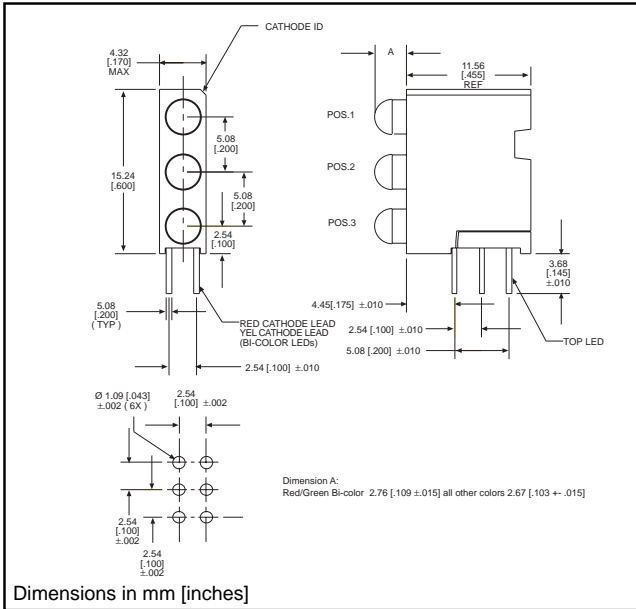 CATHODE ID
4.32
[.170]
MAX
15.24
[.600]
5.08
[.200]
5.08
[.200]
2.54
[.100]
5.08
[.200]
( TYP )
RED CATHODE LEAD
YEL CATHODE LEAD
(BI-COLOR LEDs)
2.54 [.100] ±.010
A
11.56
[.455]
REF
POS.1
POS.2
POS.3
3.68
[.145]
±.010
4.45[.175] ±.010
2.54 [.100] ±.010
5.08 [.200] ±.010
TOP LED
Ø 1.09 [.043]
±.002 ( 6X )
2.54
[.100] ±.002
2.54
[.100]
±.002
2.54
[.100]
±.002
Dimension A:
Red/Green Bi-color 2.76 [.109 ±.015] all other colors 2.67 [.103 +- .015]
Dimensions in mm [inches]